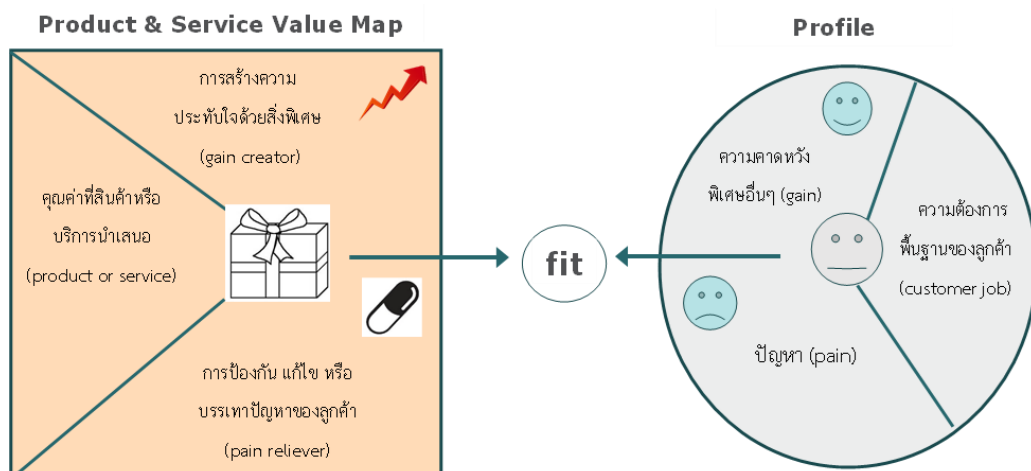 Product & Service Value Map
Profile
การสร้างความ
ประทับใจด้วยสิ่งพิเศษ
(gain creator)
คุณค่าที่สินค้าหรือ
บริการนำเสนอ
(product or service)
การป้องกัน แก้ไข หรือ
บรรเทาปัญหาของลูกค้า
(pain reliever)
fit
ความคาดหวัง
พิเศษอื่นๆ (gain)
ความต้องการ
พื้นฐานของลูกค้า
(customer job)
ปัญหา (pain)